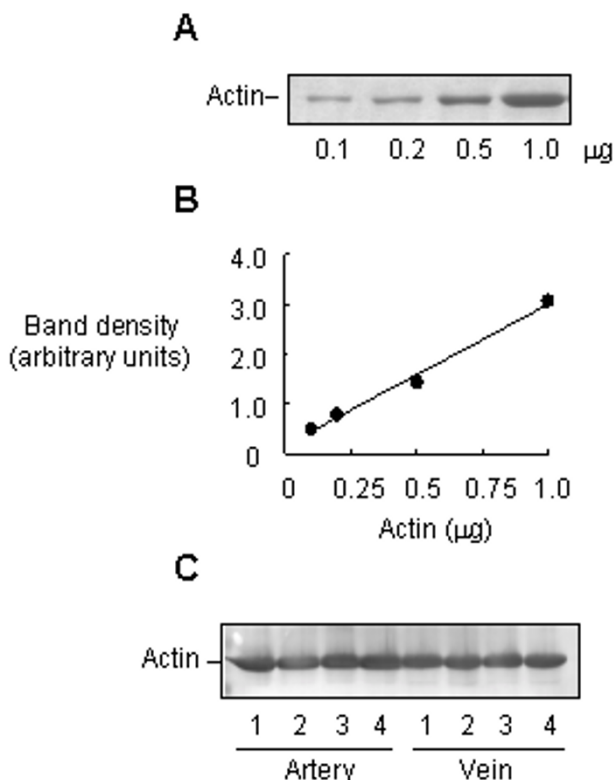 A
Actin–
0.1 0.2 0.5 1.0 μg
B
4.0
3.0
2.0
1.0
0
Band density
(arbitrary units)
0 0.25 0.5 0.75 1.0
Actin (μg)
C
Actin –
1 2 3 4 1 2 3 4
Artery Vein